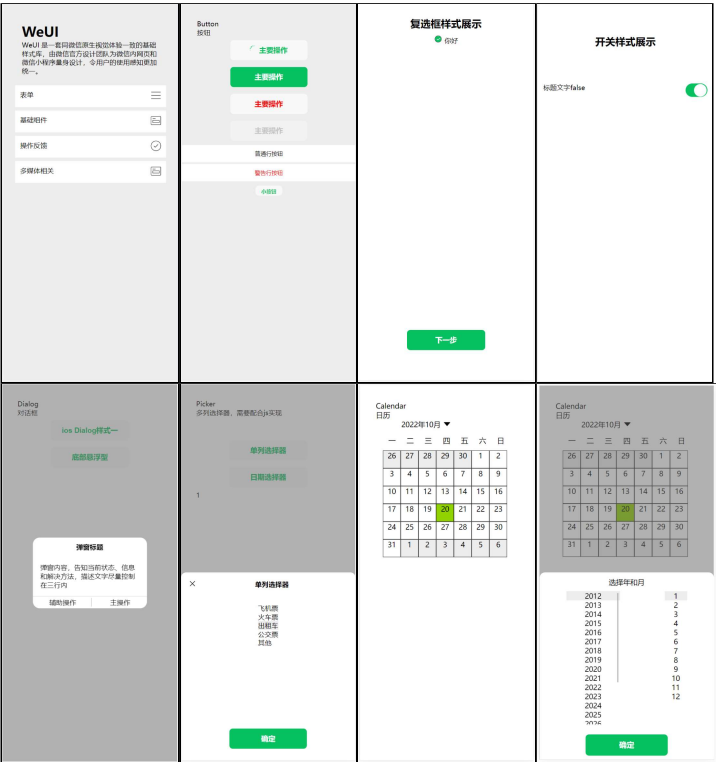 WeUI
WeUI 是一套同微信原生视觉体验一致的基础
样式库，由微信官方设计团队为微信内网页和
微信小程序量身设计，令用户的使用感知更加
统一。
表单
基础组件
操作反馈
多媒体相关
Button
按钮
主要操作
主要操作
主要操作
主要操作
普通行按钮
警告行按钮
小按钮
复选框样式展示
你好
下一步
开关样式展示
标题文字false
Dialog
对话框
ios Dialog样式一
底部悬浮型
弹窗标题
弹窗内容，告知当前状态、信息
和解决方法，描述文字尽量控制
在三行内
辅助操作 主操作
Picker
多列选择器，需要配合js实现
单列选择器
日期选择器
1
单列选择器
飞机票
火车票
出租车
公交票
其他
确定
Calendar
日历
2022年10月
一 二 三 四 五 六 日
26 27 28 29 30 1 2
3 4 5 6 7 8 9
10 11 12 13 14 15 16
17 18 19 20 21 22 23
24 25 26 27 28 29 30
31 1 2 3 4 5 6
Calendar
日历
2022年10月
一 二 三 四 五 六 日
26 27 28 29 30 1 2
3 4 5 6 7 8 9
10 11 12 13 14 15 16
17 18 19 20 21 22 23
24 25 26 27 28 29 30
31 1 2 3 4 5 6
选择年和月
2012 1
2013 2
2014 3
2015 4
2016 5
2017 6
2018 7
2019 8
2020 9
2021 10
2022 11
2023 12
2024
2025
2026
确定